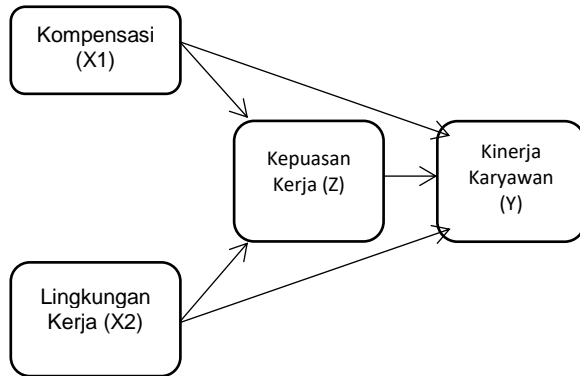 Kompensasi
(X1)
Kepuasan
Kerja (Z)
Kinerja
Karyawan
(Y)
Lingkungan
Kerja (X2)